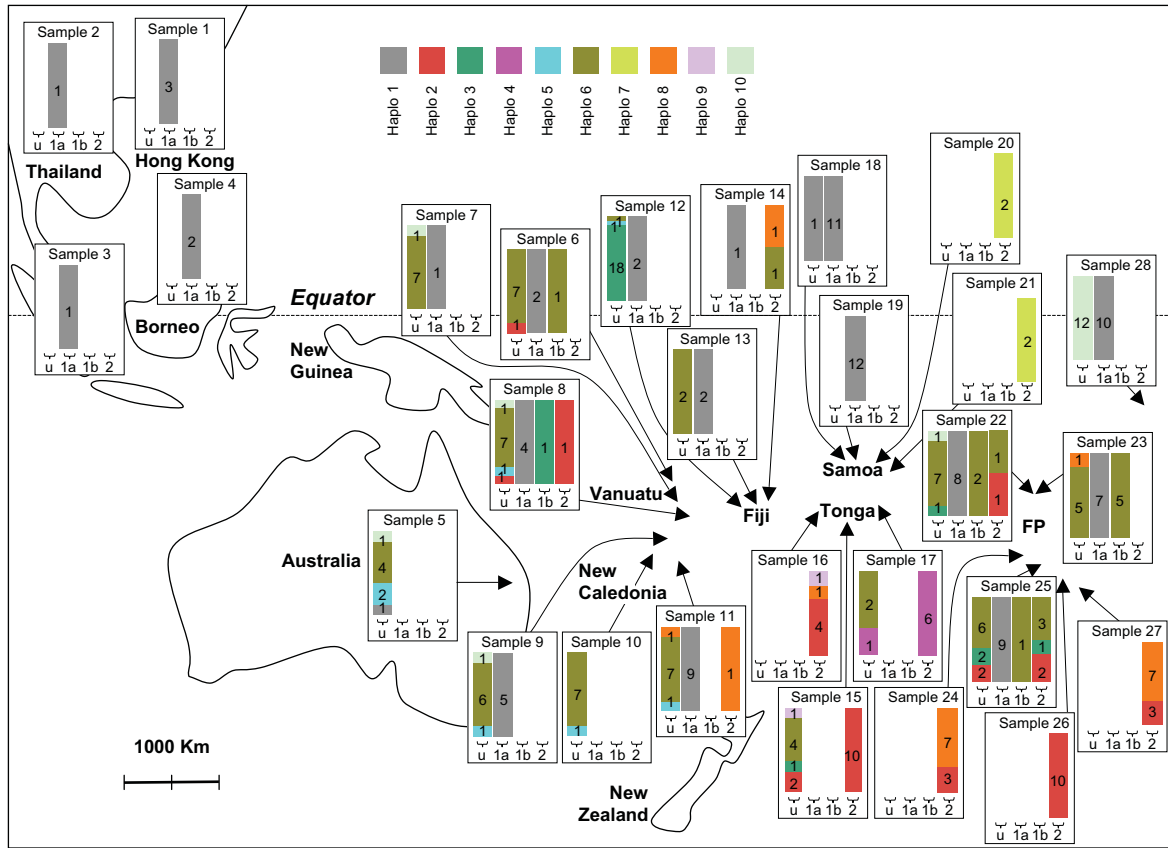 Sample 2
1
u 1a 1b 2
Thailand
Sample 1
3
u 1a 1b 2
Hong Kong
Sample 4
2
u 1a 1b 2
Borneo
Sample 3
1
u 1a 1b 2
Haplo 1
Haplo 2
Haplo 3
Haplo 4
Haplo 5
Haplo 6
Haplo 7
Haplo 8
Haplo 9
Haplo 10
Equator
New
Guinea
Sample 7
1
7 1
u 1a 1b 2
Sample 6
7 2 1
1
u 1a 1b 2
Sample 12
1
1
18 2
u 1a 1b 2
Sample 14
1
1 1
u 1a 1b 2
Sample 18
1 11
u 1a 1b 2
Sample 20
2
u 1a 1b 2
Sample 19
12
u 1a 1b 2
Sample 21
2
u 1a 1b 2
Sample 28
12 10
u 1a 1b 2
Sample 13
2 2
u 1a 1b 2
Sample 8
1
7 4 1 1
1
1
u 1a 1b 2
Vanuatu
Fiji
Samoa
Tonga
Sample 22
1 1
7 8 2
1 1
u 1a 1b 2
Sample 23
1
5 7 5
u 1a 1b 2
FP
Australia
Sample 5
1
4
2
1
u 1a 1b 2
New
Caledonia
Sample 9
1
6 5
1
u 1a 1b 2
Sample 10
7
1
u 1a 1b 2
Sample 11
1
7 9 1
1
u 1a 1b 2
Sample 16
1
1
4
u 1a 1b 2
Sample 17
2 6
1
u 1a 1b 2
Sample 25
6 9 1 3
2 1
2 2
u 1a 1b 2
Sample 27
7
3
u 1a 1b 2
Sample 15
1
4 10
1
2
u 1a 1b 2
Sample 24
7
3
u 1a 1b 2
Sample 26
10
u 1a 1b 2
1000 Km
New
Zealand